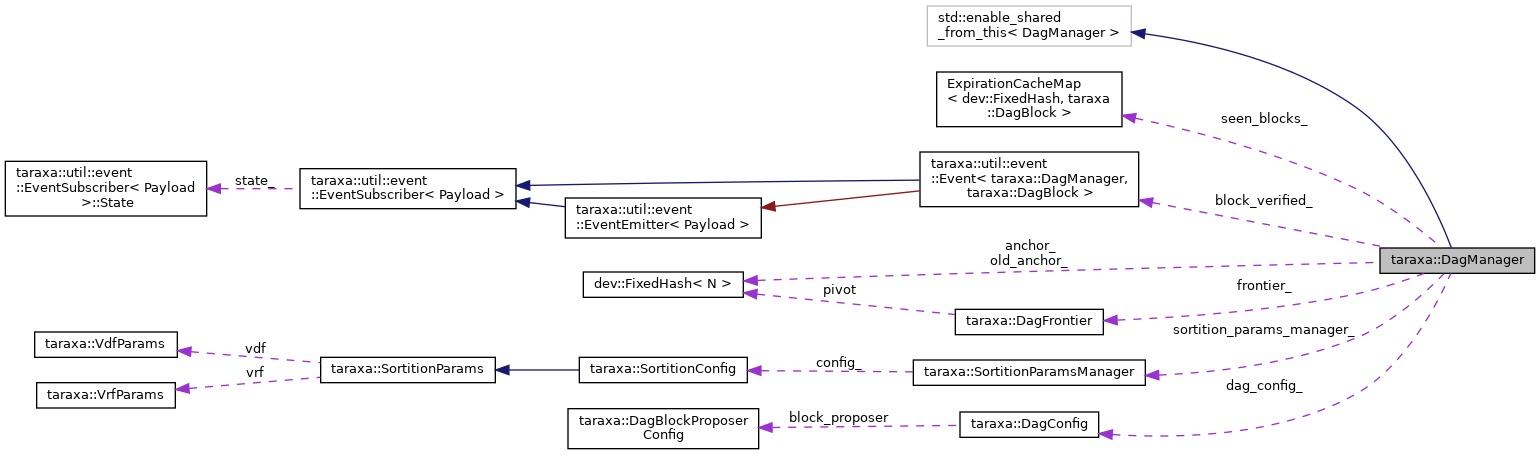 std::enable_shared
_from_this< DagManager >
ExpirationCacheMap
< dev::FixedHash, taraxa
::DagBlock >
seen_blocks_
taraxa::util::event
::EventSubscriber< Payload
>::State
state_
taraxa::util::event
::EventSubscriber< Payload >
taraxa::util::event
::EventEmitter< Payload >
taraxa::util::event
::Event< taraxa::DagManager,
taraxa::DagBlock >
block_verified_
taraxa::DagManager
anchor_
old_anchor_
dev::FixedHash< N >
pivot
taraxa::DagFrontier
frontier_
sortition_params_manager_
taraxa::VdfParams
vdf
taraxa::VrfParams
vrf
taraxa::SortitionParams
taraxa::SortitionConfig
config_
taraxa::SortitionParamsManager
dag_config_
taraxa::DagBlockProposer
Config
block_proposer
taraxa::DagConfig